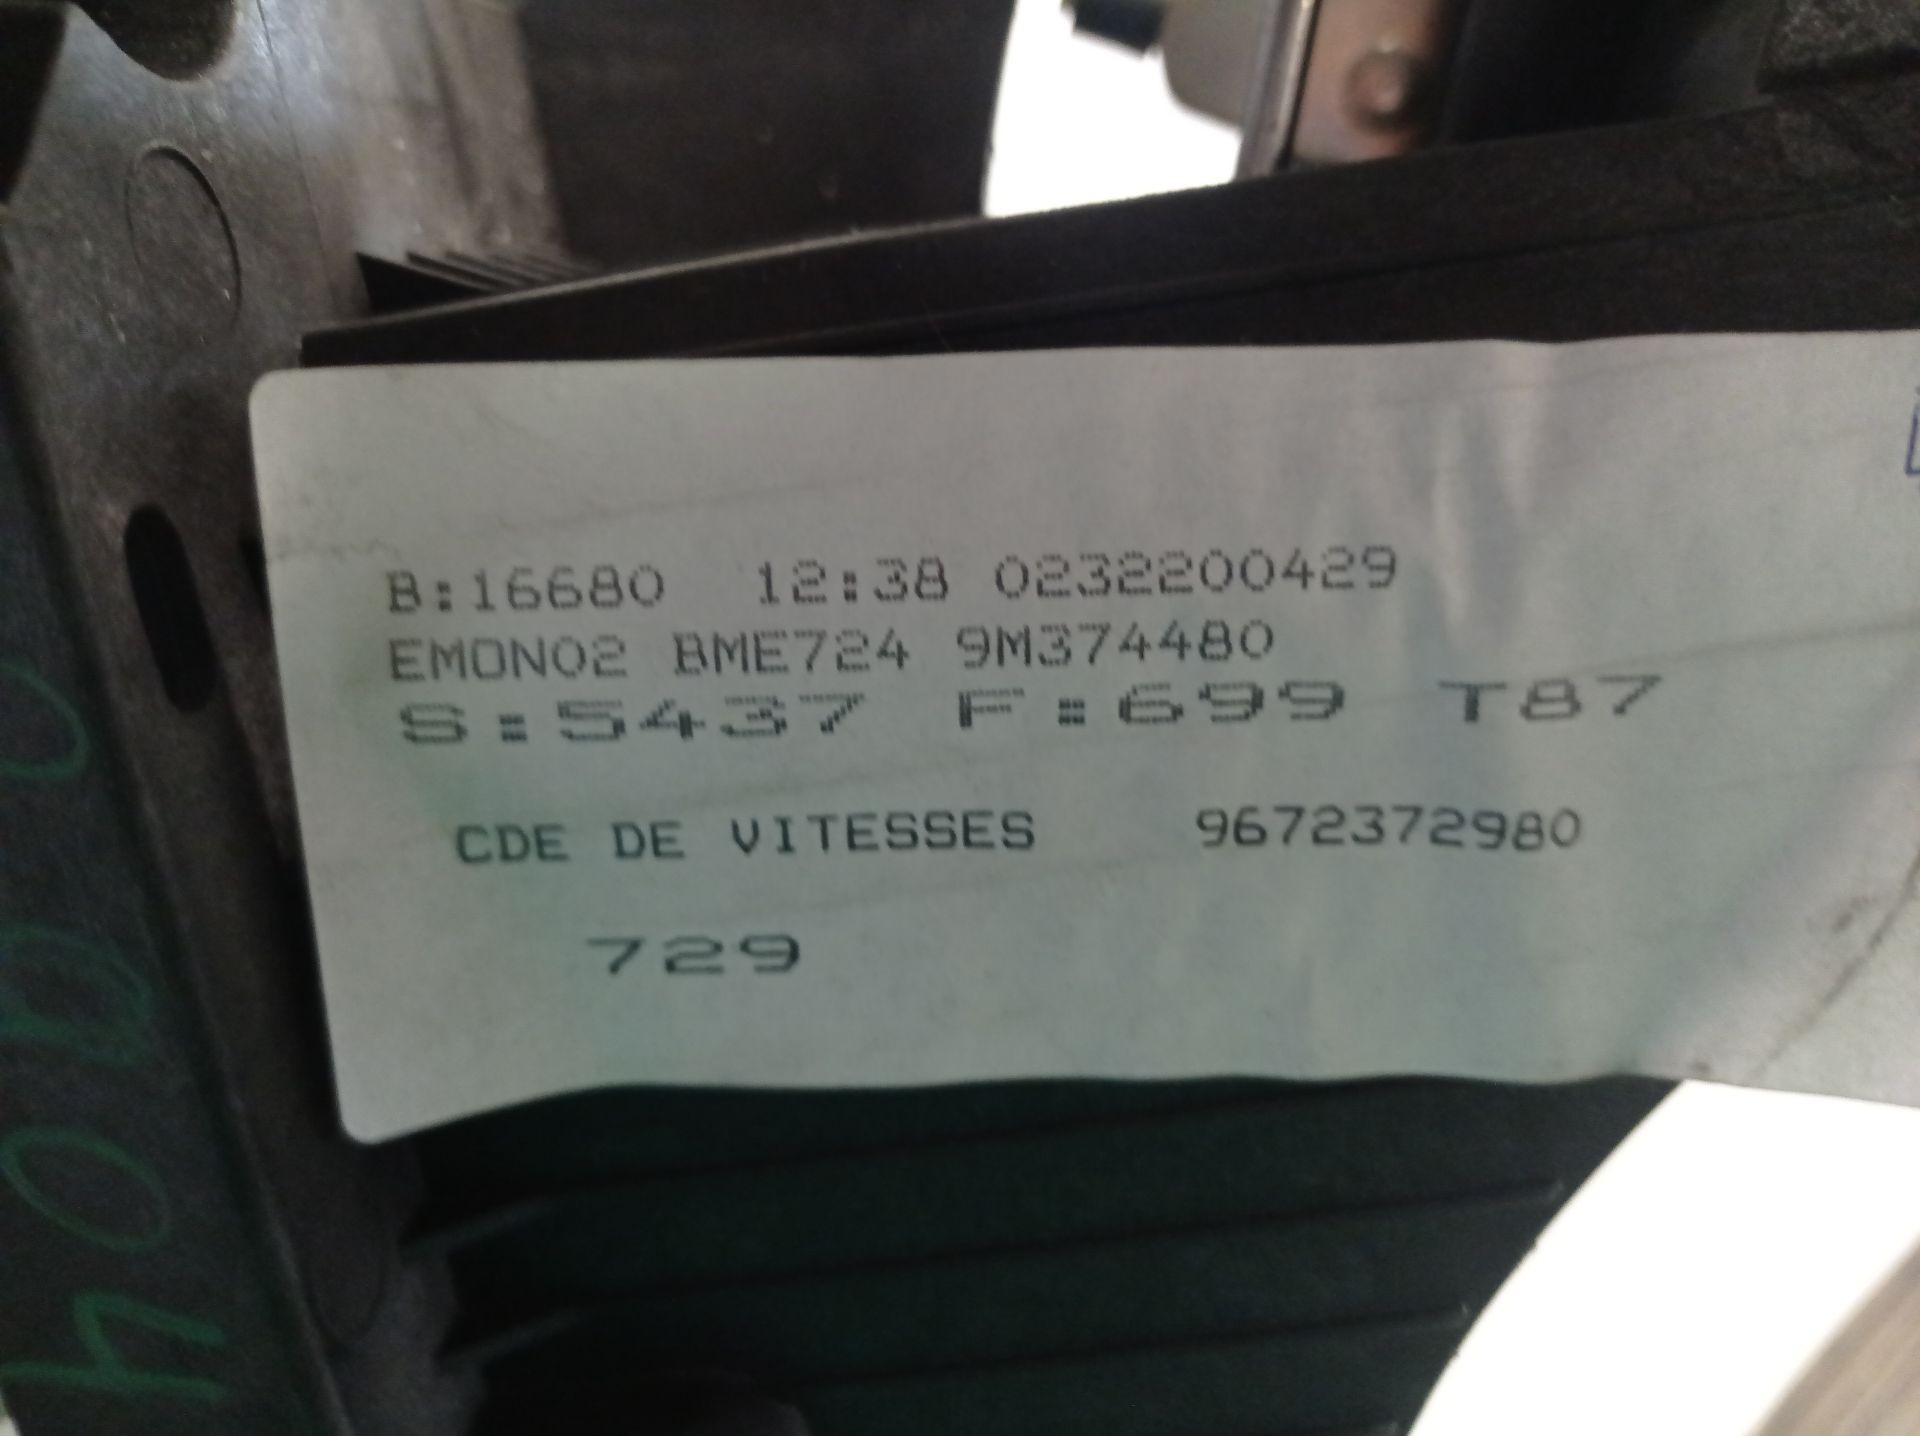 B:16680 12:38 0232200429
EMON02 BME724 9M374480
S:5437 F:699 T87
CDE DE VITESSES 9672372980
729